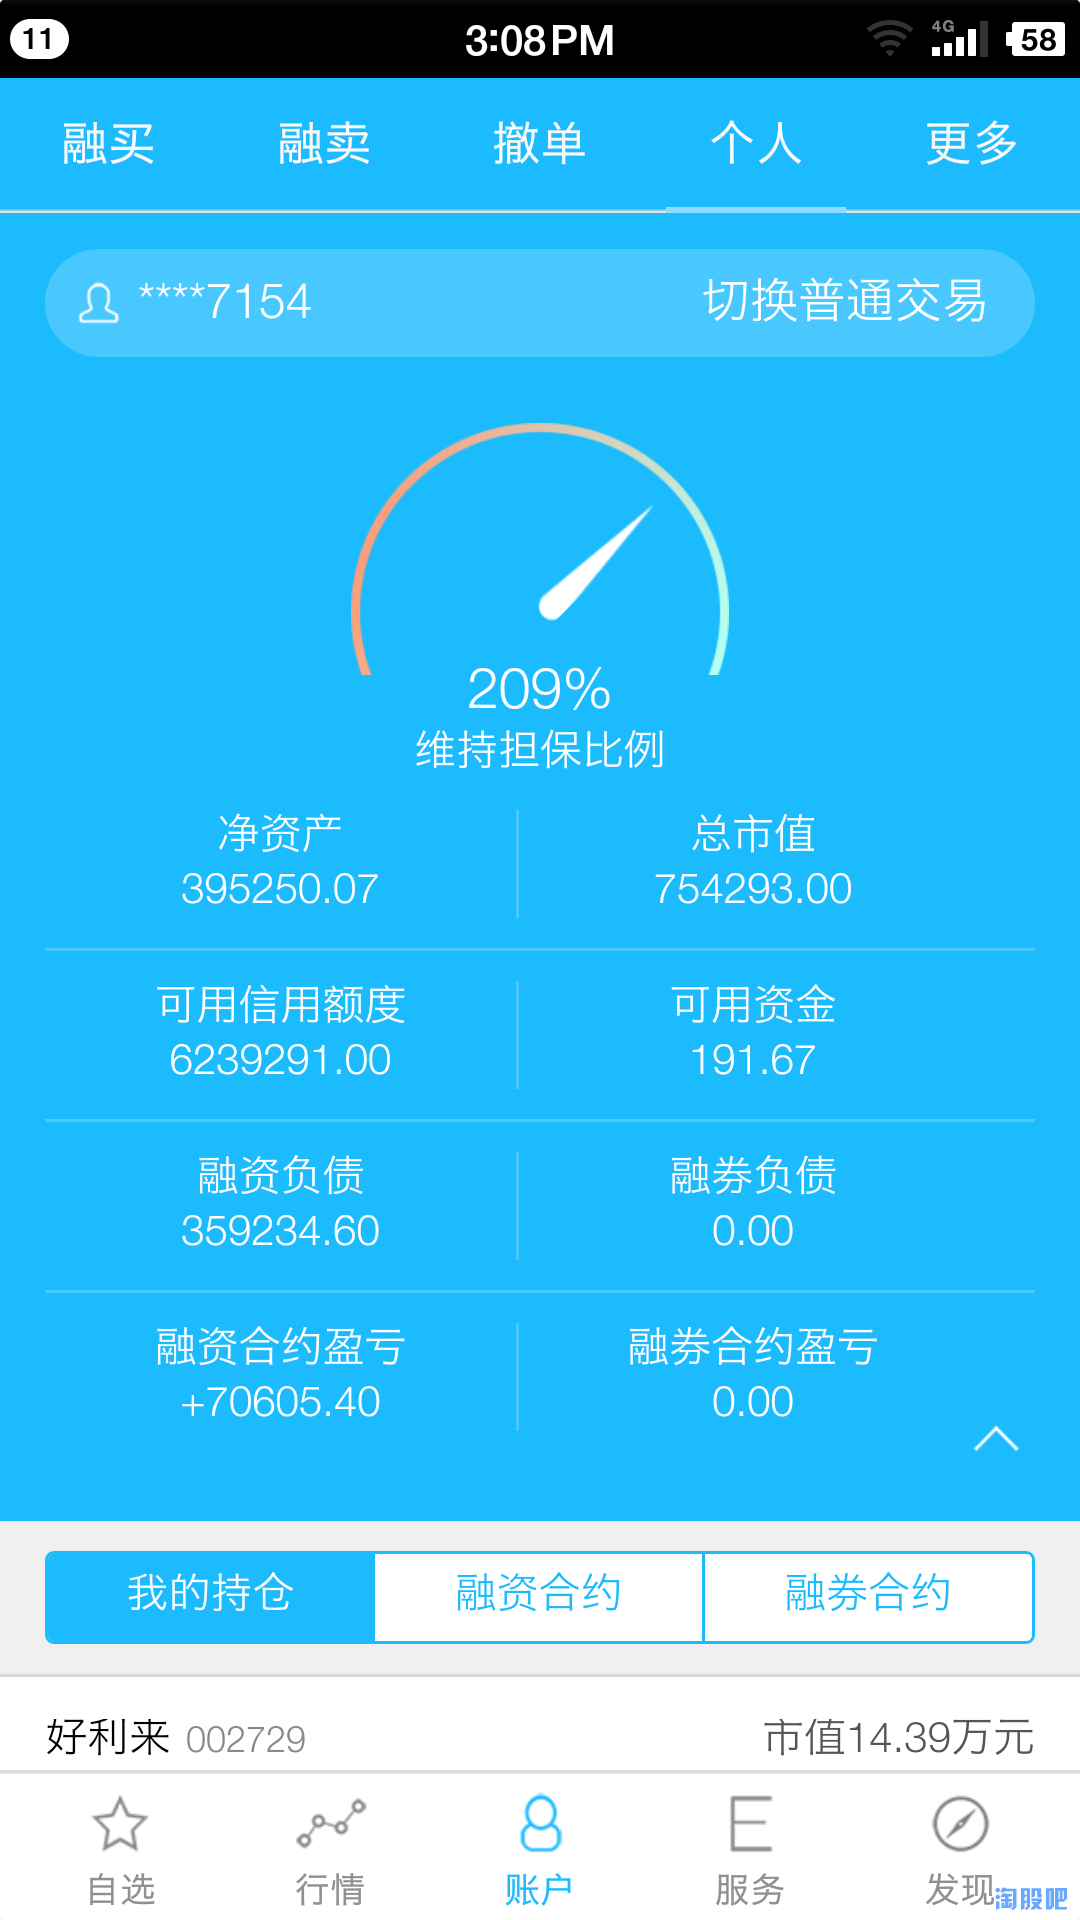 11 3:08PM 4G 58
融买 融卖 撤单 个人 更多
****7154 切换普通交易
209%
维持担保比例
净资产 总市值
395250.07 754293.00
可用信用额度 可用资金
6239291.00 191.67
融资负债 融券负债
359234.60 0.00
融资合约盈亏 融券合约盈亏
+70605.40 0.00
我的持仓 融资合约 融券合约
好利来 002729 市值14.39万元
自选 行情 账户 服务 发现
淘股吧